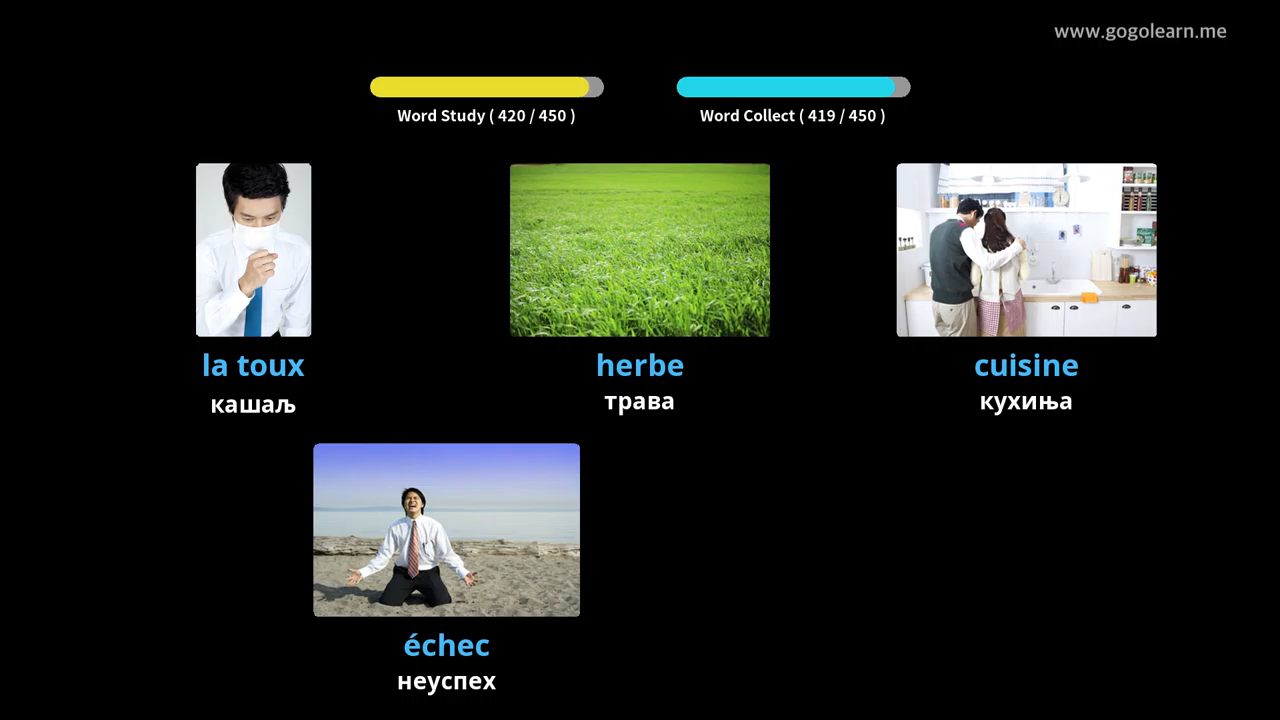 www.gogolearn.me
Word Study ( 420 / 450 )
Word Collect ( 419 / 450 )
la toux
кашаљ
herbe
трава
cuisine
кухиња
échec
неуспех